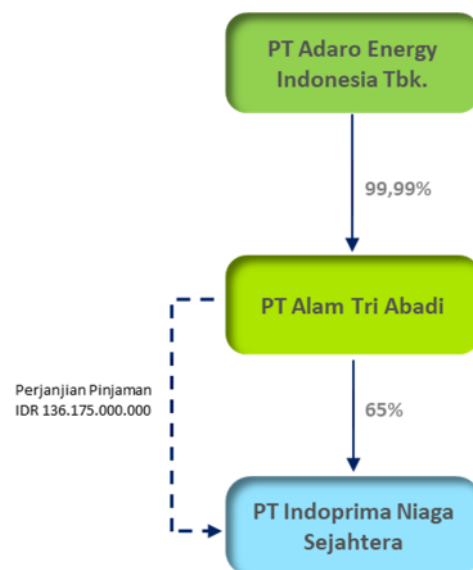 PT Adaro Energy
Indonesia Tbk.
99,99%
PT Alam Tri Abadi
Perjanjian Pinjaman
IDR 136.175.000.000
65%
PT Indoprima Niaga
Sejahtera